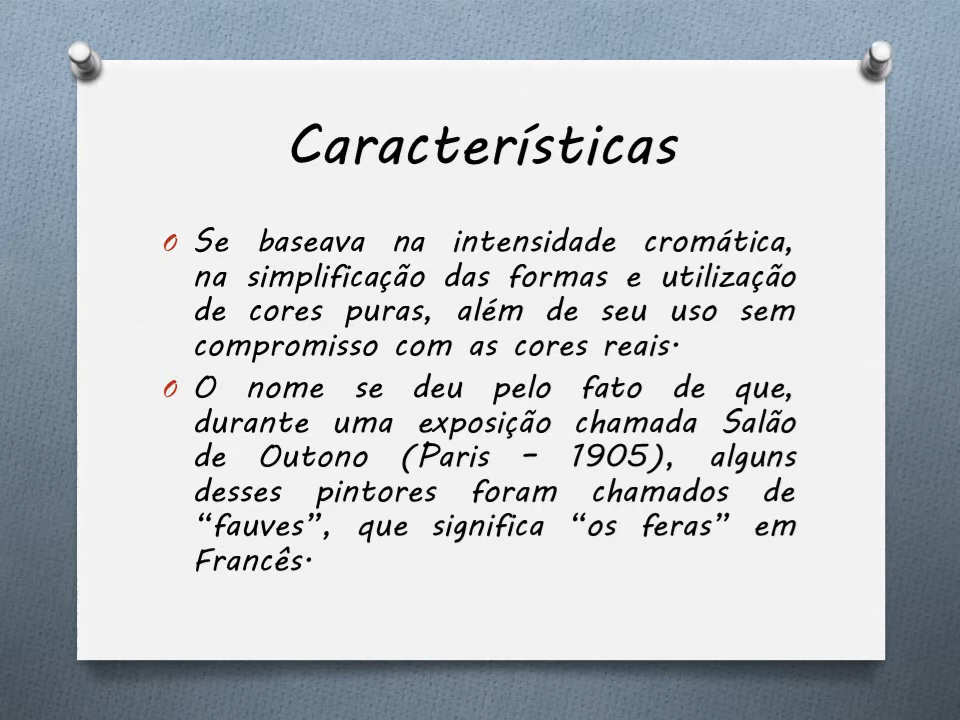 Características
Se baseava na intensidade cromática,
na simplificação das formas e utilização
de cores puras, além de seu uso sem
compromisso com as cores reais.
O nome se deu pelo fato de que,
durante uma exposição chamada Salão
de Outono (Paris – 1905), alguns
desses pintores foram chamados de
“fauves”, que significa “os feras” em
Francês.